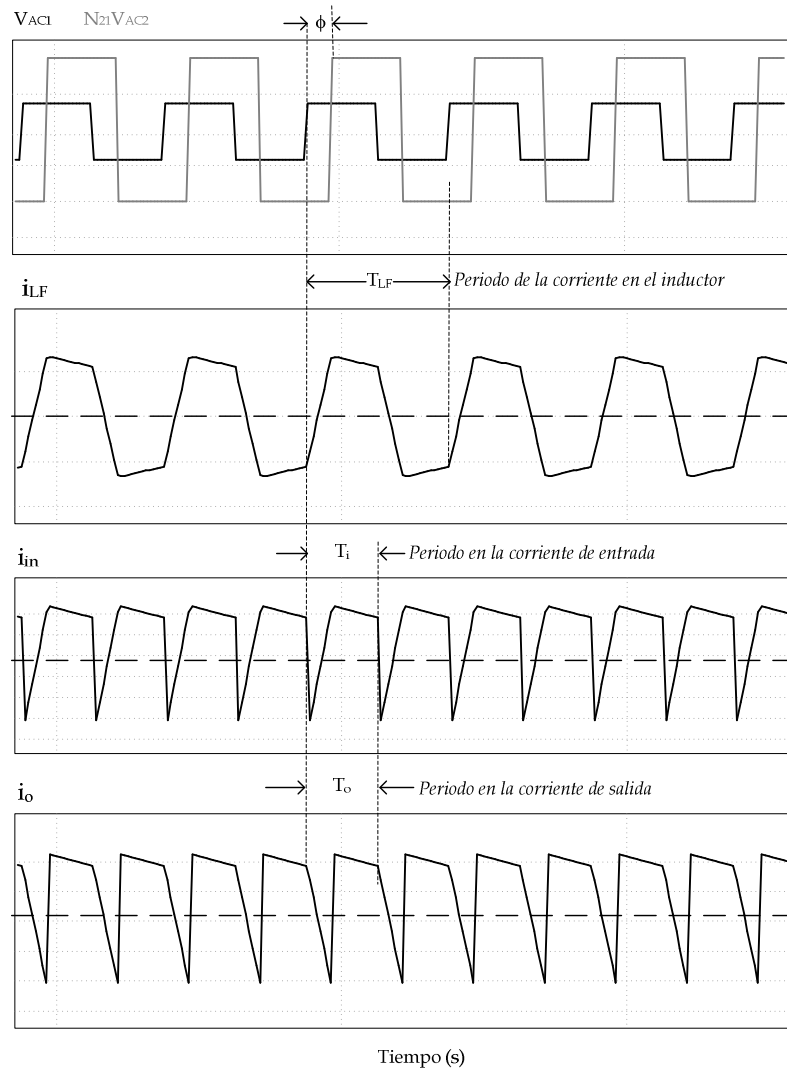 VAC1 N21VAC2 ϕ
iLF
TLF Periodo de la corriente en el inductor
iin
Ti Periodo en la corriente de entrada
io
To Periodo en la corriente de salida
Tiempo (s)